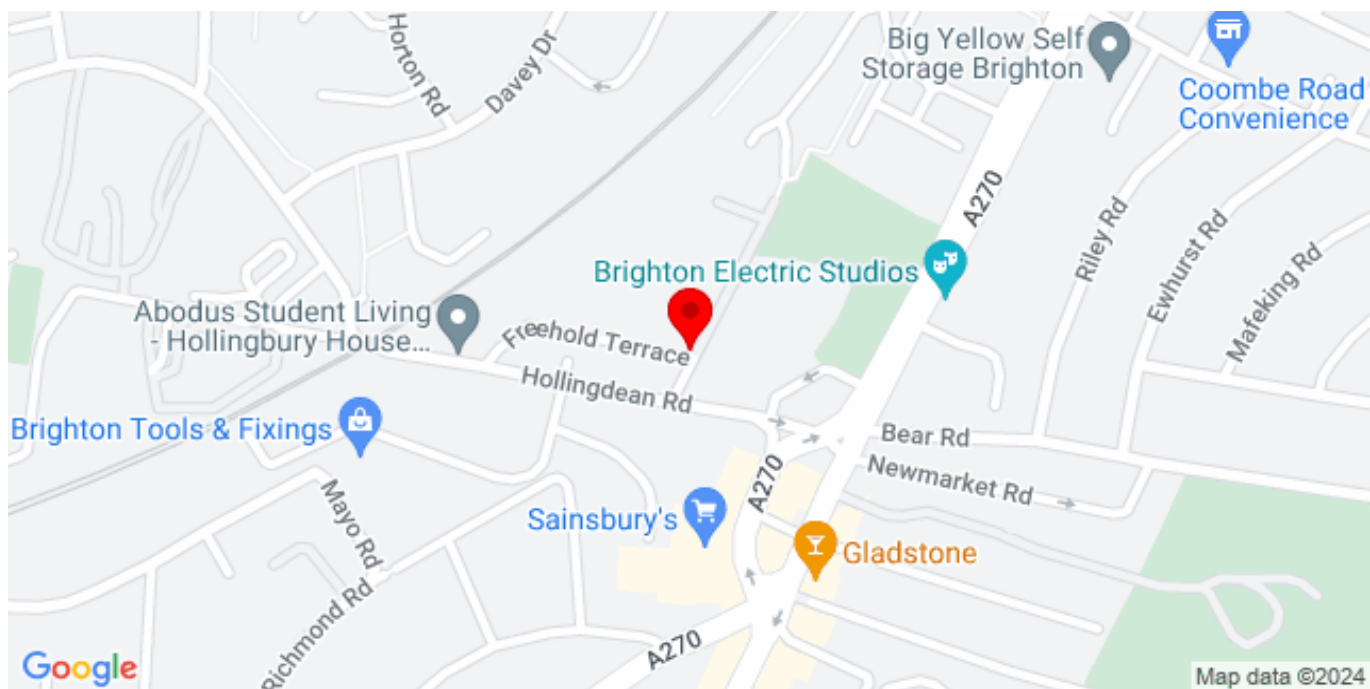 Horton Rd
Davey Dr
Big Yellow Self
Storage Brighton
Coombe Road
Convenience
A270
Riley Rd
Ewhurst Rd
Mafeking Rd
Brighton Electric Studios
Abodus Student Living
- Hollingbury House...
Freehold Terrace
Hollingdean Rd
Brighton Tools & Fixings
Bear Rd
Newmarket Rd
A270
Mayo Rd
Sainsbury's
Gladstone
Richmond Rd
A270
Google
Map data ©2024